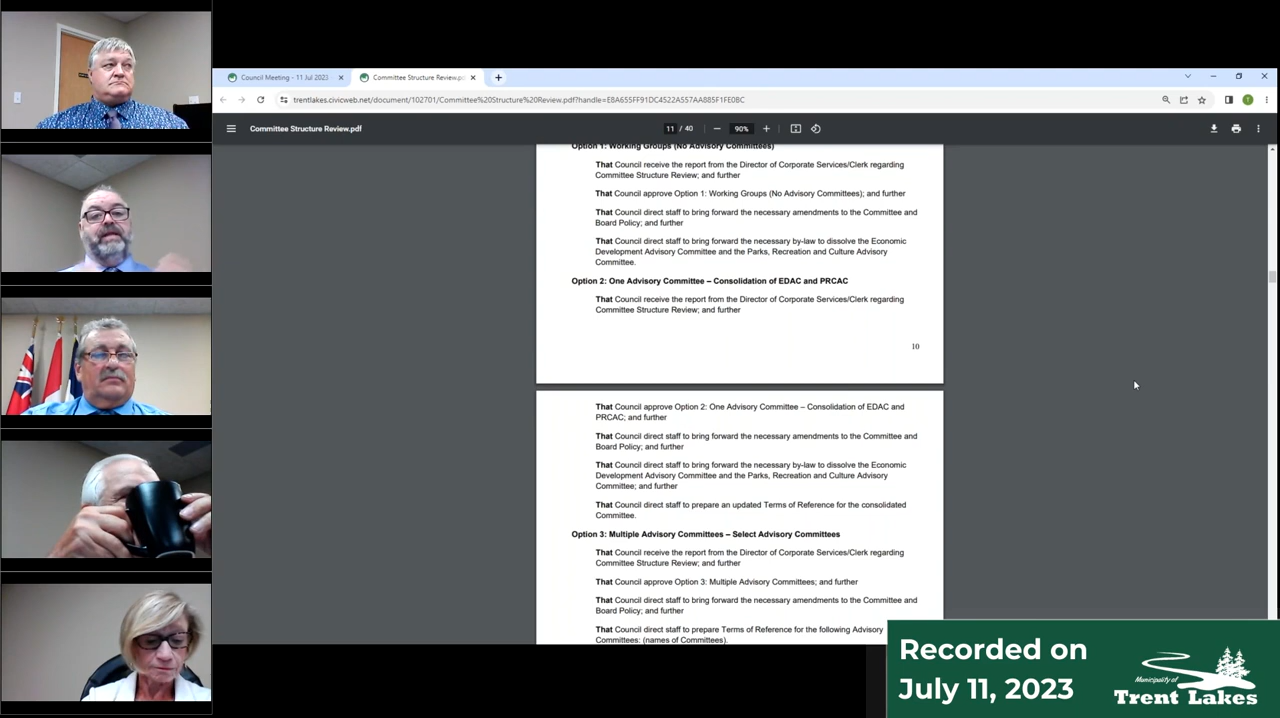 Council Meeting - 11 Jul 2023
Committee Structure Review.pdf
trentlakes.civicweb.net/document/102701/Committee%20Structure%20Review.pdf?handle=E8A655FF91DC4522A557AA885F1FE0BC
Committee Structure Review.pdf
11 / 40
90%
Option 1: Working Groups (No Advisory Committees)
That Council receive the report from the Director of Corporate Services/Clerk regarding
Committee Structure Review; and further
That Council approve Option 1: Working Groups (No Advisory Committees); and further
That Council direct staff to bring forward the necessary amendments to the Committee and
Board Policy; and further
That Council direct staff to bring forward the necessary by-law to dissolve the Economic
Development Advisory Committee and the Parks, Recreation and Culture Advisory
Committee.
Option 2: One Advisory Committee – Consolidation of EDAC and PRCAC
That Council receive the report from the Director of Corporate Services/Clerk regarding
Committee Structure Review; and further
10
That Council approve Option 2: One Advisory Committee – Consolidation of EDAC and
PRCAC; and further
That Council direct staff to bring forward the necessary amendments to the Committee and
Board Policy; and further
That Council direct staff to bring forward the necessary by-law to dissolve the Economic
Development Advisory Committee and the Parks, Recreation and Culture Advisory
Committee; and further
That Council direct staff to prepare an updated Terms of Reference for the consolidated
Committee.
Option 3: Multiple Advisory Committees – Select Advisory Committees
That Council receive the report from the Director of Corporate Services/Clerk regarding
Committee Structure Review; and further
That Council approve Option 3: Multiple Advisory Committees; and further
That Council direct staff to bring forward the necessary amendments to the Committee and
Board Policy; and further
That Council direct staff to prepare Terms of Reference for the following Advisory
Committees: (names of Committees).
Recorded on
July 11, 2023
Municipality of
Trent Lakes